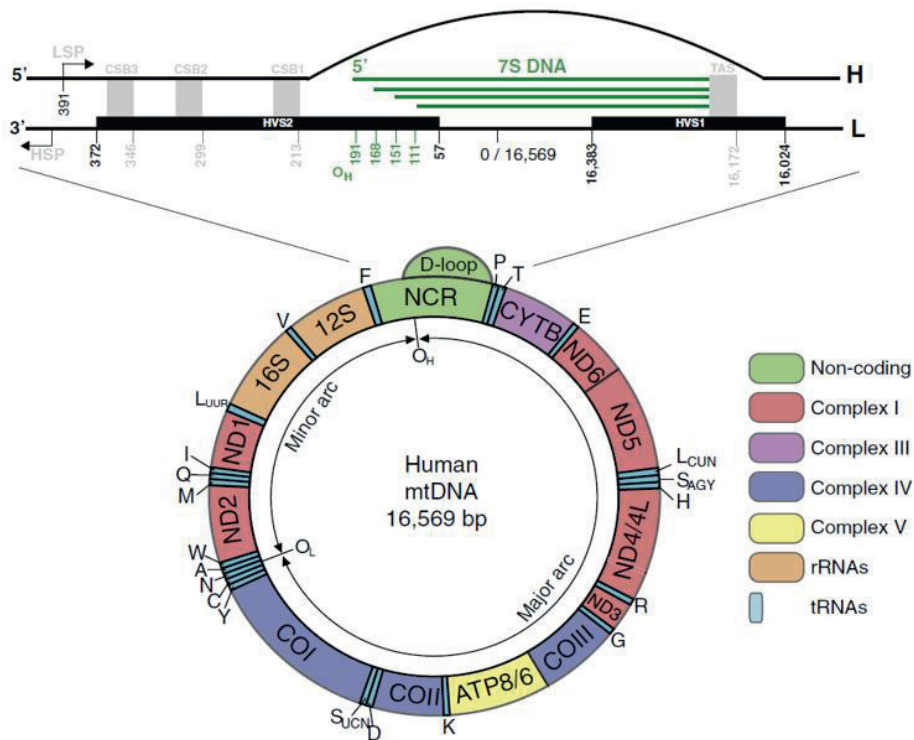 LSP
CSB3 CSB2 CSB1 5' 7S DNA TAS
5' H
391
HVS2 HVS1
3' L
HSP
372 346 299 213 191 168 151 111 57 0 / 16,569 16,383 16,172 16,024
OH
D-loop
F NCR P T
V 12S CYTB E
16S OH ND6
LUUR Minor arc ND5
ND1 Human LCUN
I mtDNA SAGY
Q 16,569 bp H
M
ND2 OL ND4/4L
W
A
N
C Major arc R
Y ND3
G
COI COIII
SUCN D COII K ATP8/6
Non-coding
Complex I
Complex III
Complex IV
Complex V
rRNAs
tRNAs